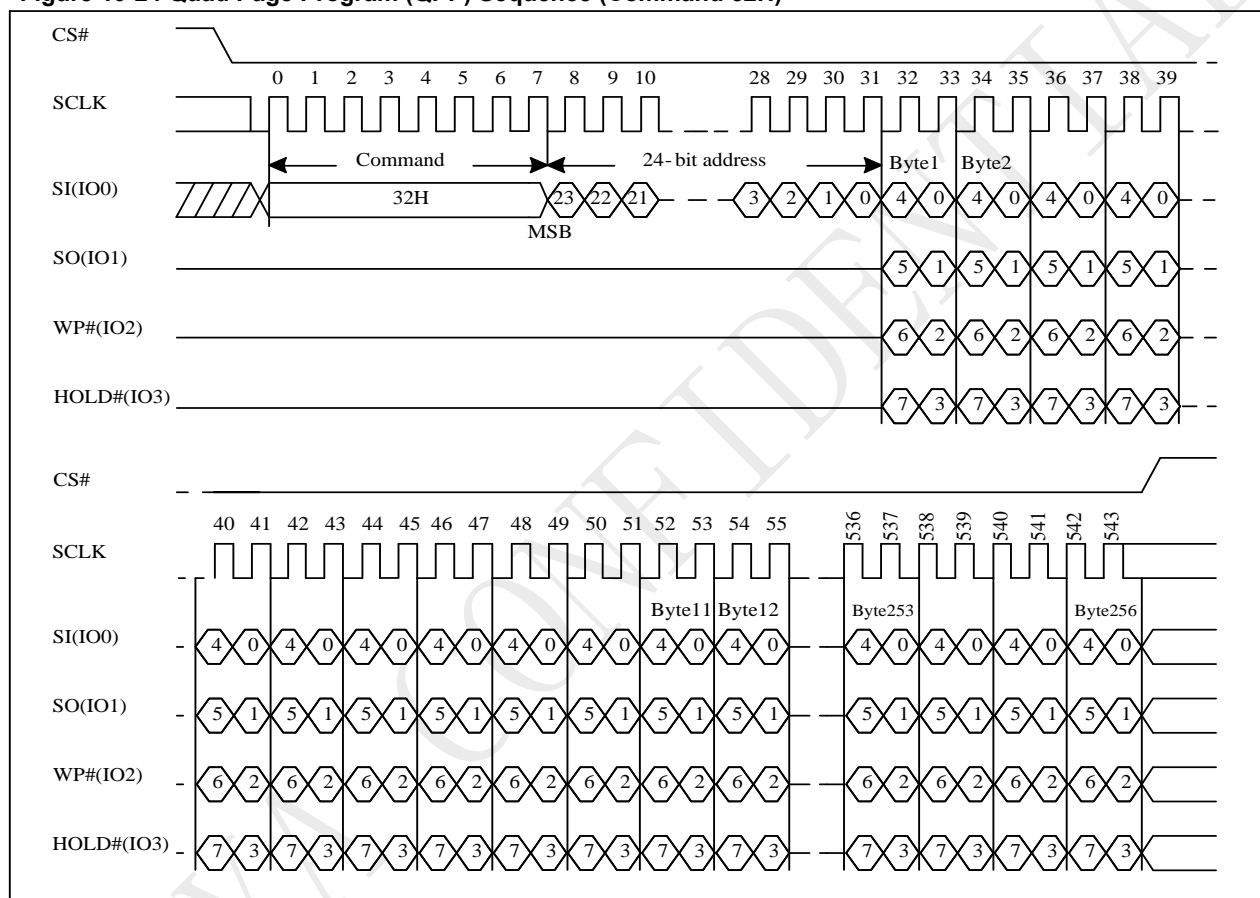 CS#
0 1 2 3 4 5 6 7 8 9 10 28 29 30 31 32 33 34 35 36 37 38 39
SCLK
Command 24-bit address Byte1 Byte2
SI(IO0) 32H 23 22 21 3 2 1 0 4 0 4 0 4 0 4 0
MSB
SO(IO1) 5 1 5 1 5 1 5 1
WP#(IO2) 6 2 6 2 6 2 6 2
HOLD#(IO3) 7 3 7 3 7 3 7 3
CS#
40 41 42 43 44 45 46 47 48 49 50 51 52 53 54 55 536 537 538 539 540 541 542 543
SCLK
Byte11 Byte12 Byte253 Byte256
SI(IO0) 4 0 4 0 4 0 4 0 4 0 4 0 4 0 4 0 4 0 4 0 4 0 4 0
SO(IO1) 5 1 5 1 5 1 5 1 5 1 5 1 5 1 5 1 5 1 5 1 5 1 5 1
WP#(IO2) 6 2 6 2 6 2 6 2 6 2 6 2 6 2 6 2 6 2 6 2 6 2 6 2
HOLD#(IO3) 7 3 7 3 7 3 7 3 7 3 7 3 7 3 7 3 7 3 7 3 7 3 7 3
CONFIDENTIAL